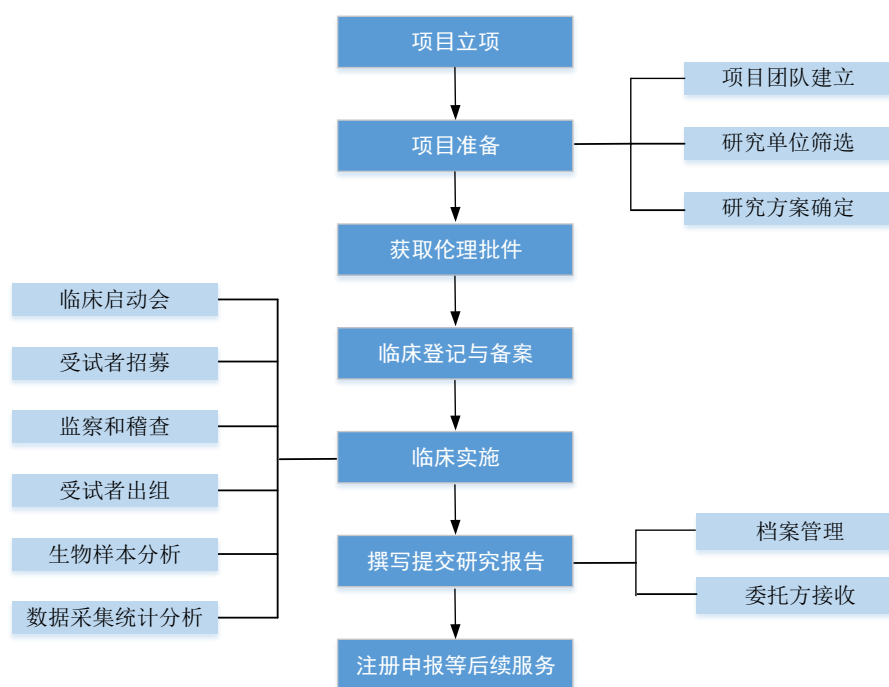 项目立项
项目准备
项目团队建立
研究单位筛选
研究方案确定
获取伦理批件
临床登记与备案
临床实施
临床启动会
受试者招募
监察和稽查
受试者出组
生物样本分析
数据采集统计分析
撰写提交研究报告
档案管理
委托方接收
注册申报等后续服务